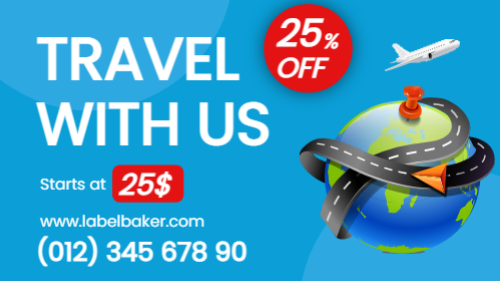 TRAVEL
WITH US
25%
OFF
Starts at 25$
www.labelbaker.com
(012) 345 678 90